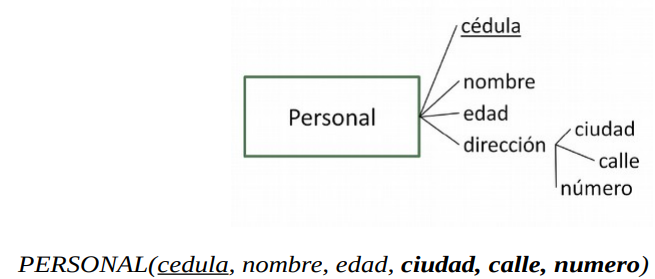 cédula
nombre
Personal
edad
dirección
ciudad
calle
número
PERSONAL(cedula, nombre, edad, ciudad, calle, numero)